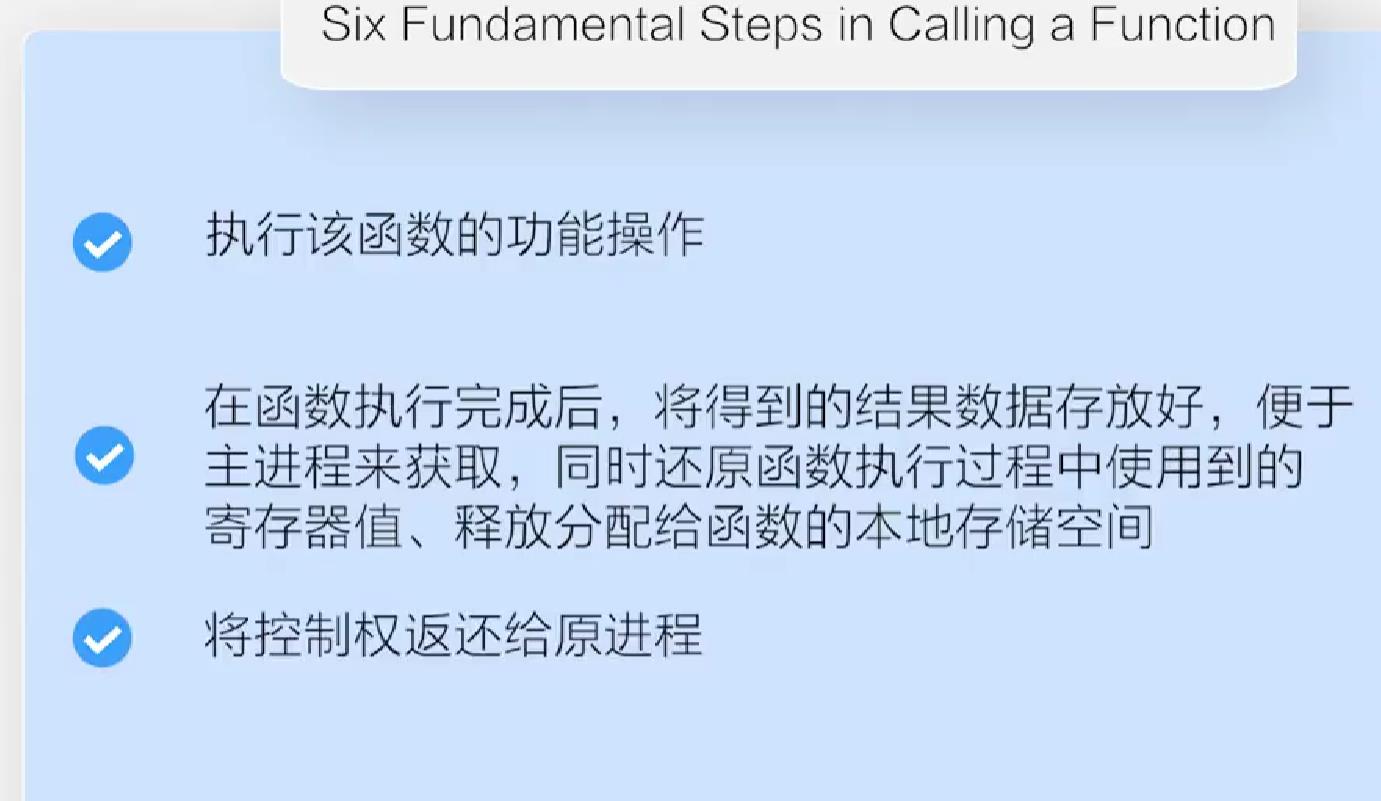 Six Fundamental Steps in Calling a Function
执行该函数的功能操作
在函数执行完成后，将得到的结果数据存放好，便于
主进程来获取，同时还原函数执行过程中使用到的
寄存器值、释放分配给函数的本地存储空间
将控制权返还给原进程